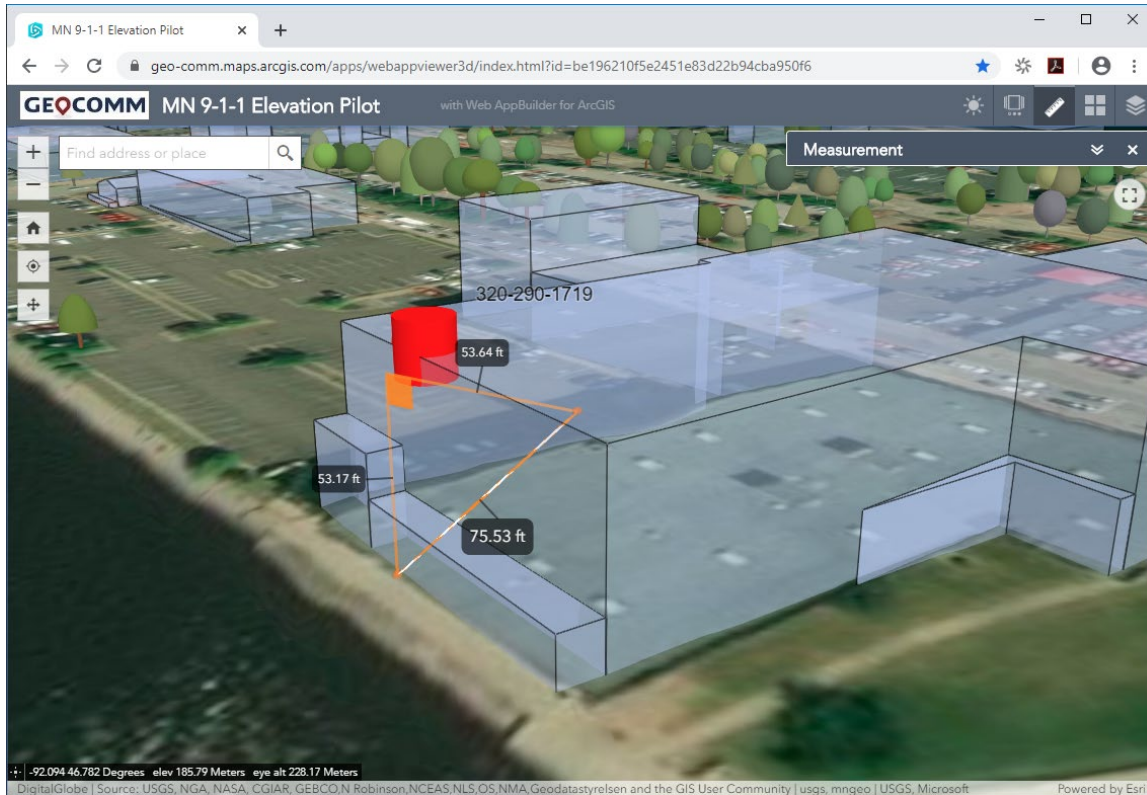 MN 9-1-1 Elevation Pilot
geo-comm.maps.arcgis.com/apps/webappviewer3d/index.html?id=be196210f5e2451e83d22b94cba950f6
GEOCOMM MN 9-1-1 Elevation Pilot with Web AppBuilder for ArcGIS
Find address or place
Measurement
320-290-1719
53.64 ft
53.17 ft
75.53 ft
-92.094 46.782 Degrees elev 185.79 Meters eye alt 228.17 Meters
DigitalGlobe | Source: USGS, NGA, NASA, CGIAR, GEBCO,N Robinson,NCEAS,NLS,OS,NMA,Geodatastyrelsen and the GIS User Community | usgs, mngeo | USGS, Microsoft Powered by Esri